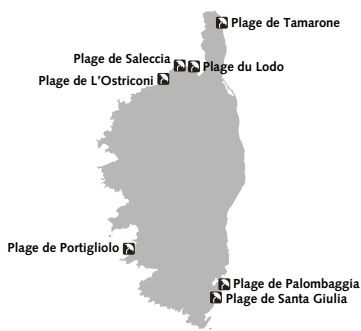 Plage de Tamarone
Plage de Saleccia
Plage du Lodo
Plage de L'Ostriconi
Plage de Portigliolo
Plage de Palombaggia
Plage de Santa Giulia